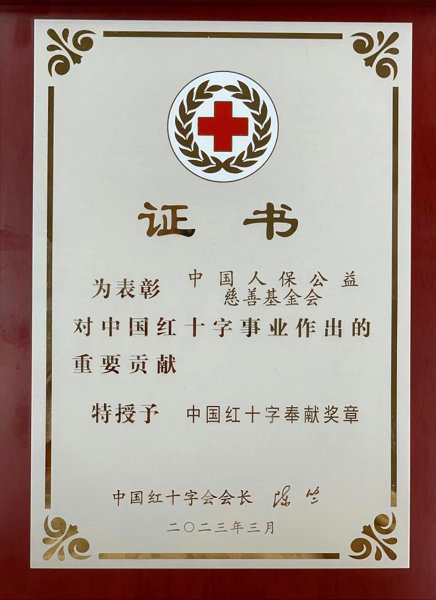 证书
为表彰 中国人保公益
慈善基金会
对中国红十字事业作出的
重要贡献
特授予 中国红十字奉献奖章
中国红十字会会长 陈竺
二〇二三年三月